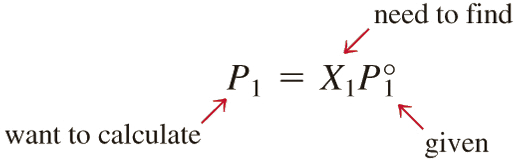 need to find
P₁ = X₁P₁°
want to calculate
given